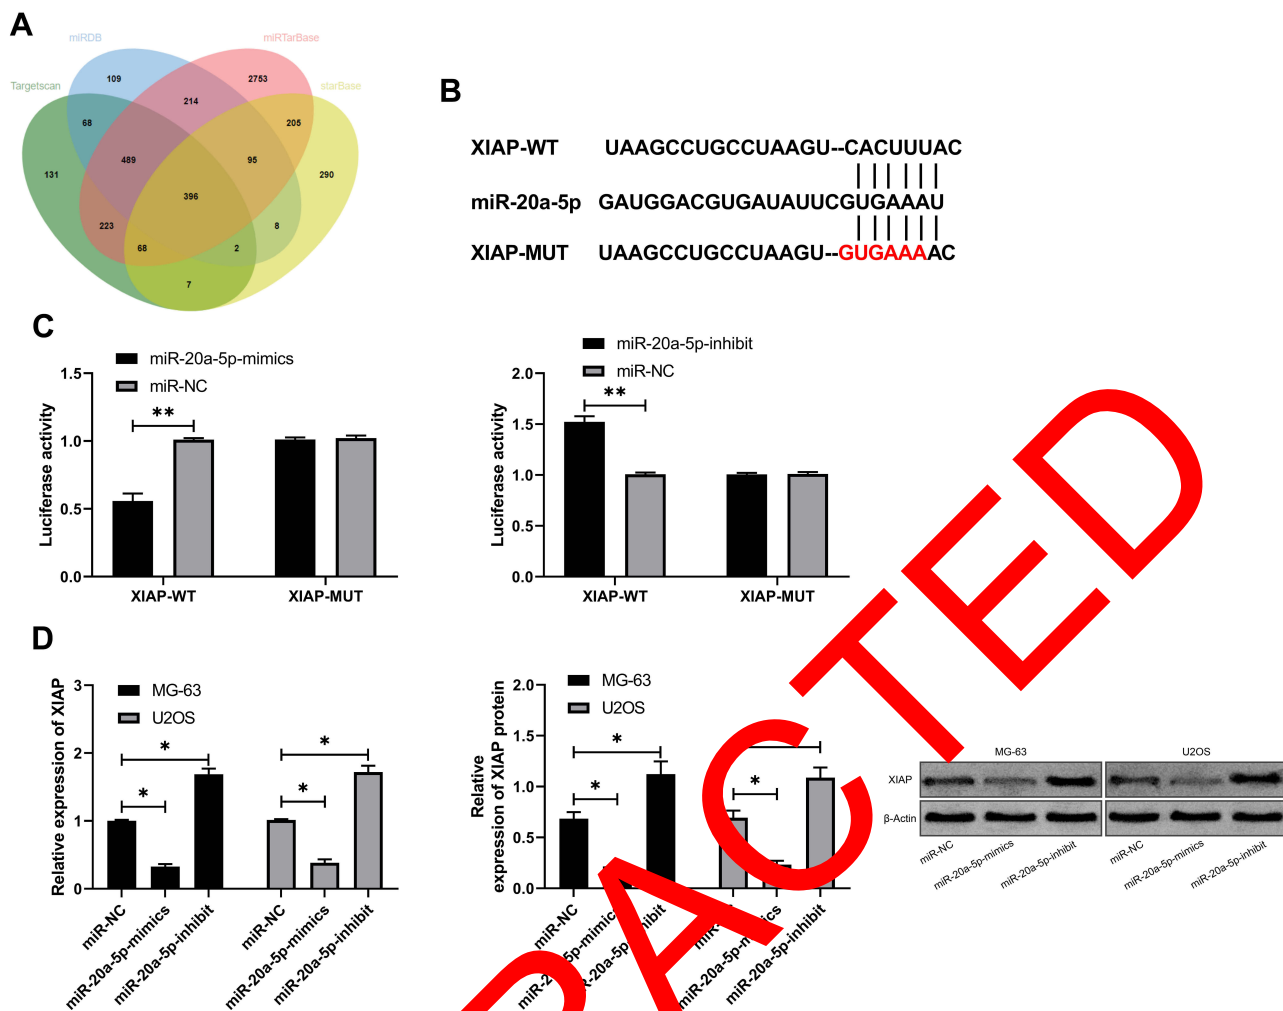 A
miRDB
miRTarBase
Targetscan
starBase
109
2753
214
68
205
489
95
131
290
396
223
8
68
2
7
B
XIAP-WT UAAGCCUGCCUAAGU--CACUUUAC
miR-20a-5p GAUGGACGUGAUAUUCGUGAAAU
XIAP-MUT UAAGCCUGCCUAAGU--GUGAAAAC
C
miR-20a-5p-mimics
miR-NC
Luciferase activity
1.5
1.0
0.5
0.0
**
XIAP-WT
XIAP-MUT
miR-20a-5p-inhibit
miR-NC
Luciferase activity
2.0
1.5
1.0
0.5
0.0
**
XIAP-WT
XIAP-MUT
D
MG-63
U2OS
Relative expression of XIAP
3
2
1
0
*
*
*
*
miR-NC
miR-20a-5p-mimics
miR-20a-5p-inhibit
miR-NC
miR-20a-5p-mimics
miR-20a-5p-inhibit
MG-63
U2OS
Relative
expression of XIAP protein
2.0
1.5
1.0
0.5
0.0
*
*
*
miR-NC
miR-20a-5p-inhibit
MG-63
U2OS
XIAP
β-Actin
miR-NC
miR-20a-5p-mimics
miR-20a-5p-inhibit
miR-NC
miR-20a-5p-mimics
miR-20a-5p-inhibit
RACTED